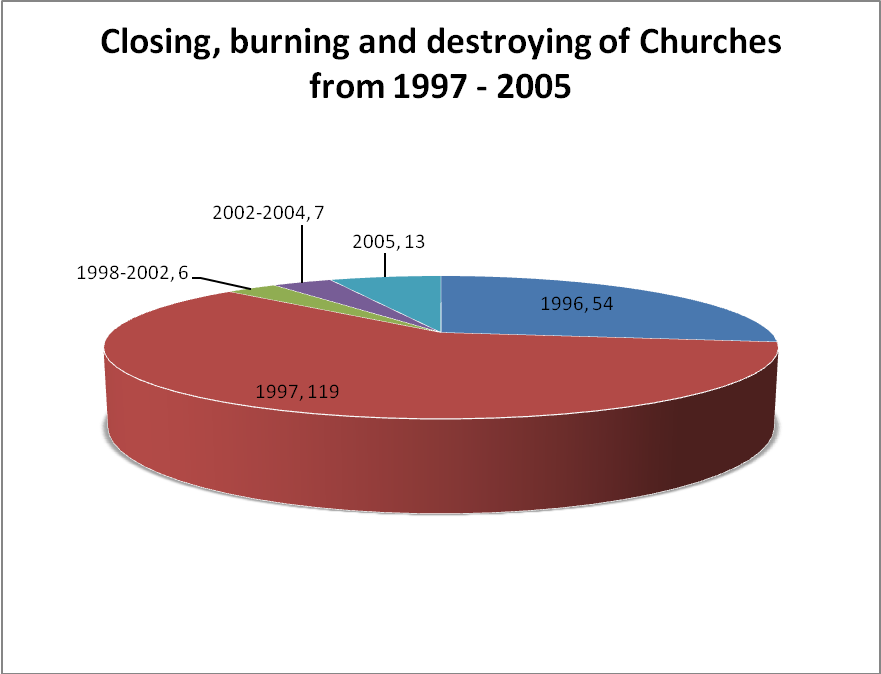 Closing, burning and destroying of Churches
from 1997 - 2005
2002-2004, 7
2005, 13
1998-2002, 6
1996, 54
1997, 119